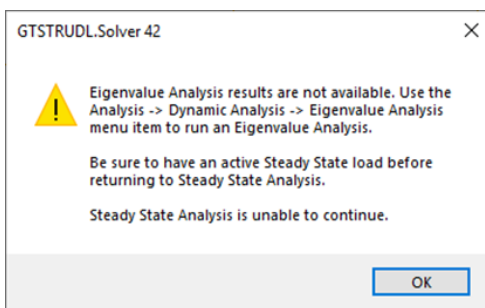 GTSTRUDL.Solver 42
Eigenvalue Analysis results are not available. Use the
Analysis -> Dynamic Analysis -> Eigenvalue Analysis
menu item to run an Eigenvalue Analysis.
Be sure to have an active Steady State load before
returning to Steady State Analysis.
Steady State Analysis is unable to continue.
OK